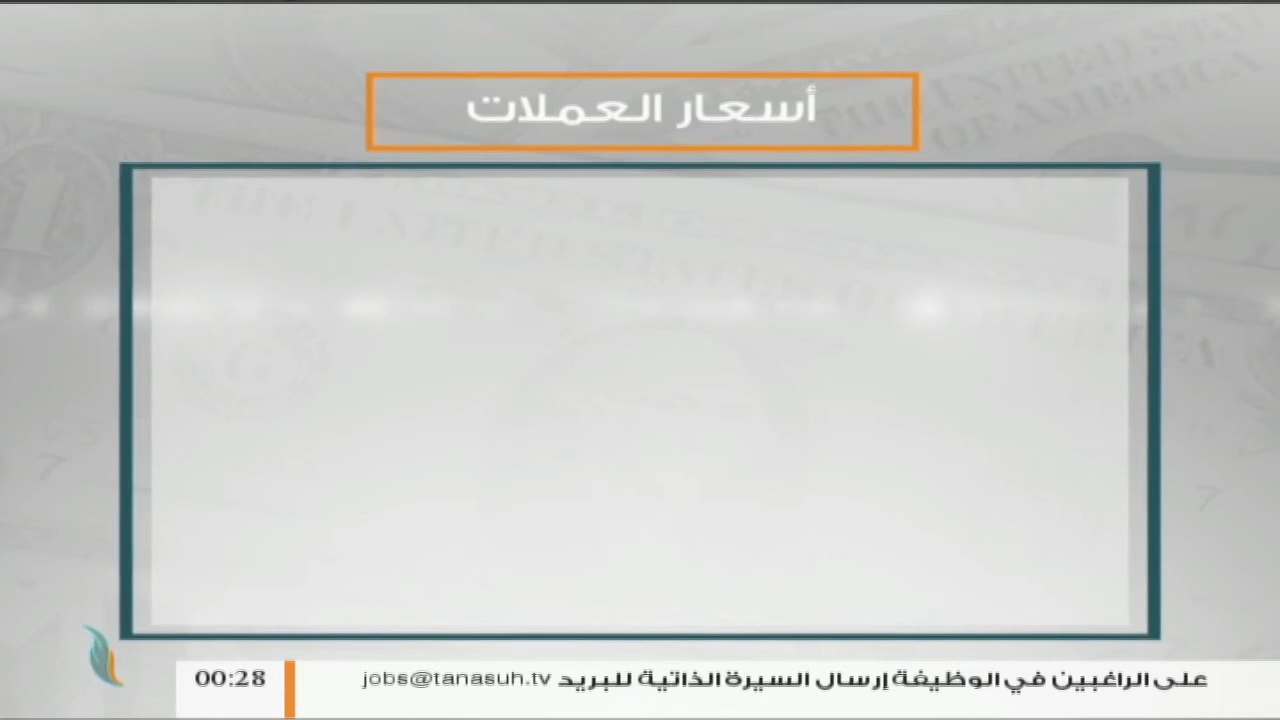 أسعار العملات
على الراغبين في الوظيفة إرسال السيرة الذاتية للبريد jobs@tanasuh.tv
00:28